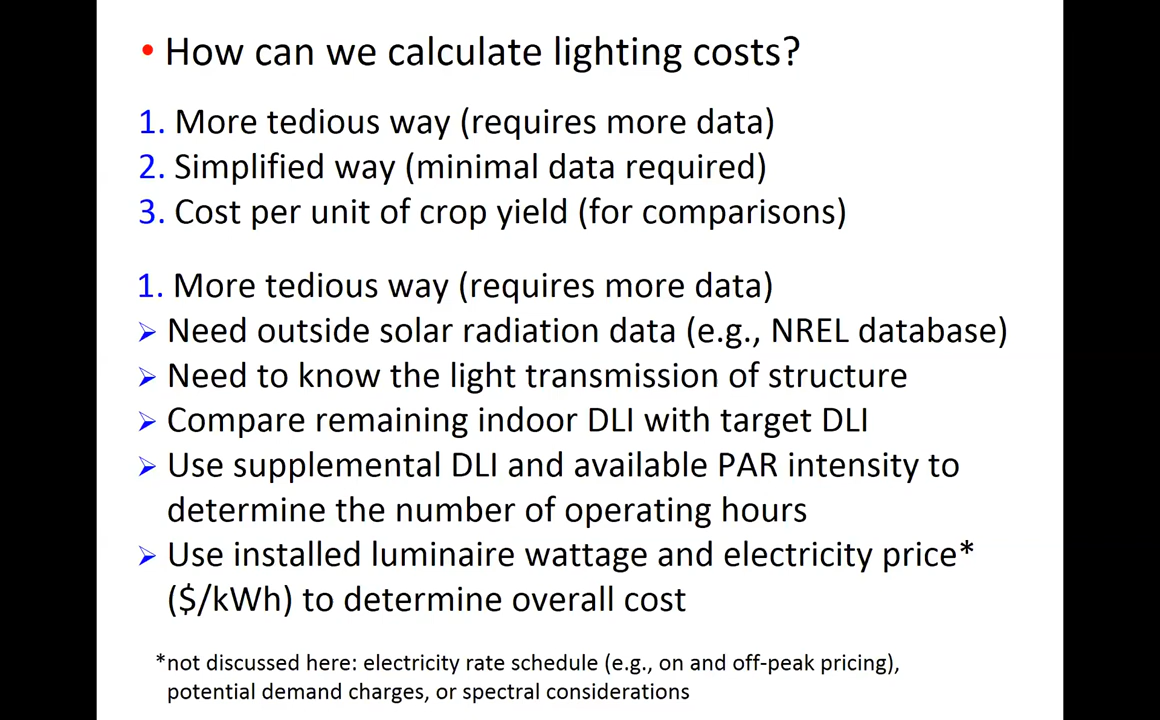 • How can we calculate lighting costs?
1. More tedious way (requires more data)
2. Simplified way (minimal data required)
3. Cost per unit of crop yield (for comparisons)
1. More tedious way (requires more data)
➢ Need outside solar radiation data (e.g., NREL database)
➢ Need to know the light transmission of structure
➢ Compare remaining indoor DLI with target DLI
➢ Use supplemental DLI and available PAR intensity to
determine the number of operating hours
➢ Use installed luminaire wattage and electricity price*
($/kWh) to determine overall cost
*not discussed here: electricity rate schedule (e.g., on and off-peak pricing),
potential demand charges, or spectral considerations